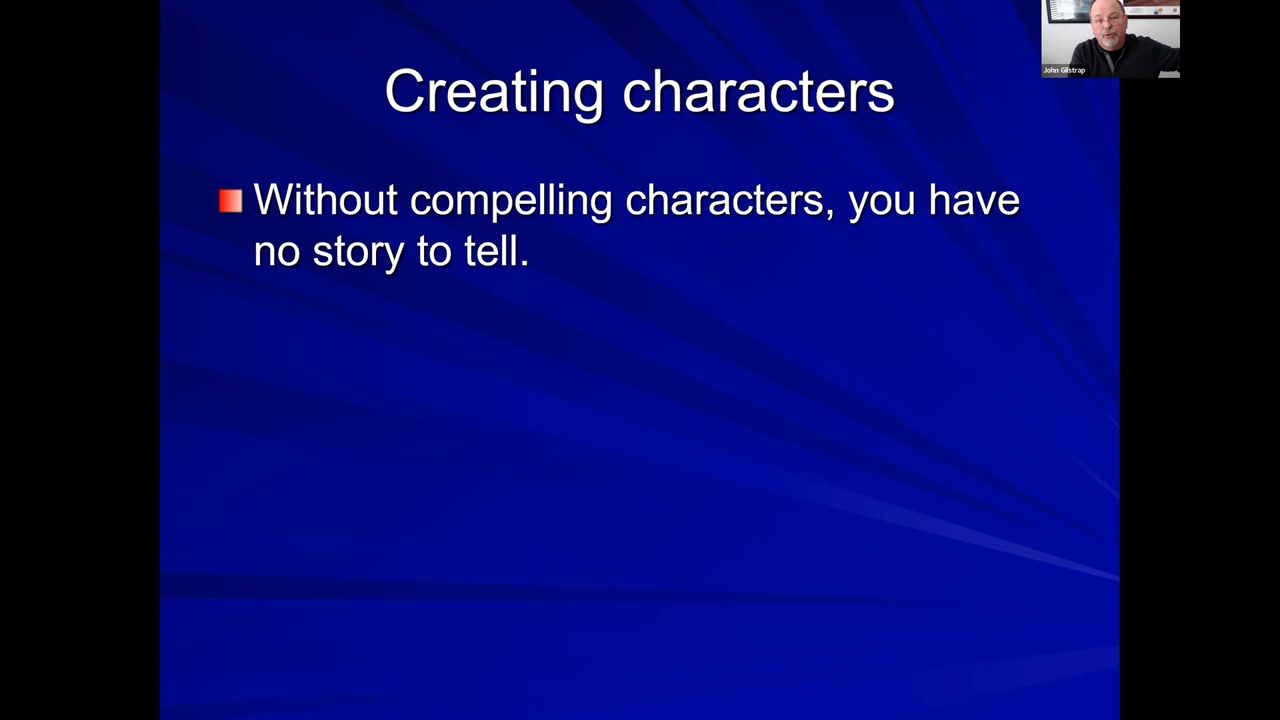 Creating characters
Without compelling characters, you have
no story to tell.
John Gilstrap